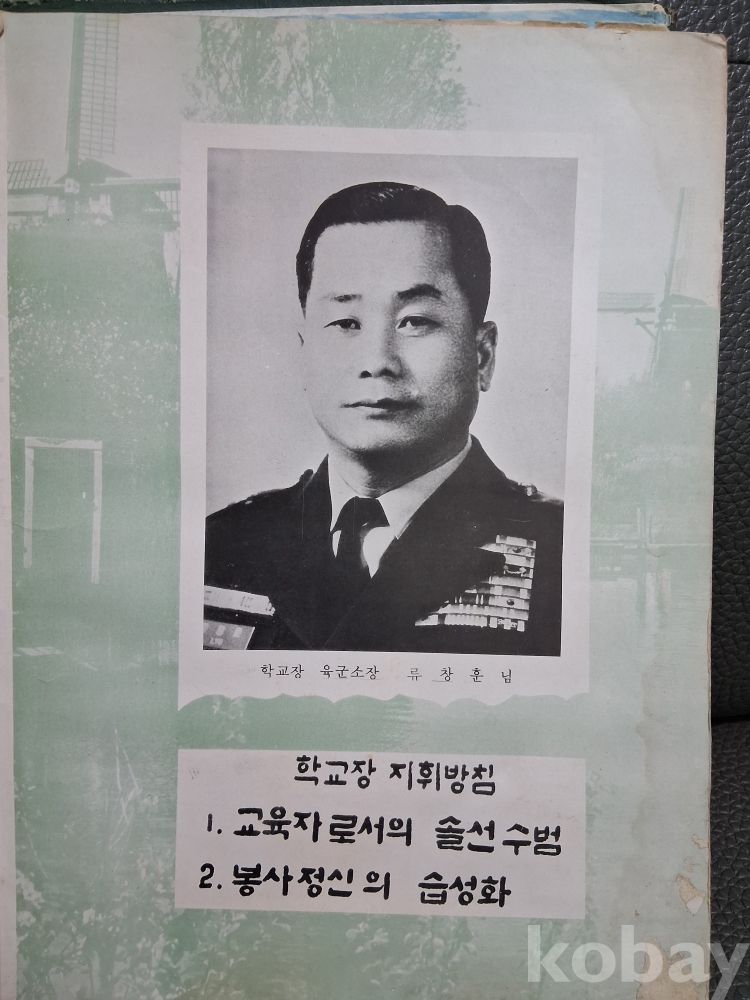 학교장 육군소장 류창훈님
학교장 지휘방침
1. 교육자로서의 솔선수범
2. 봉사정신의 습성화
kobay